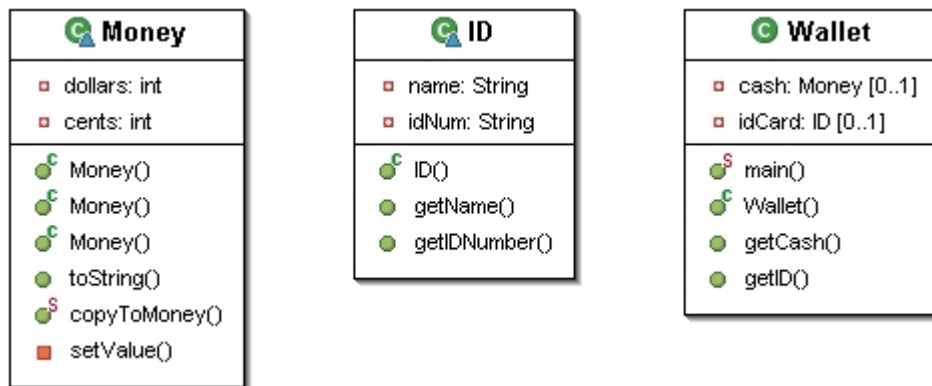 Money
dollars: int
cents: int
Money()
Money()
Money()
toString()
copyToMoney()
setValue()
ID
name: String
idNum: String
ID()
getName()
getIDNumber()
Wallet
cash: Money [0..1]
idCard: ID [0..1]
main()
Wallet()
getCash()
getID()